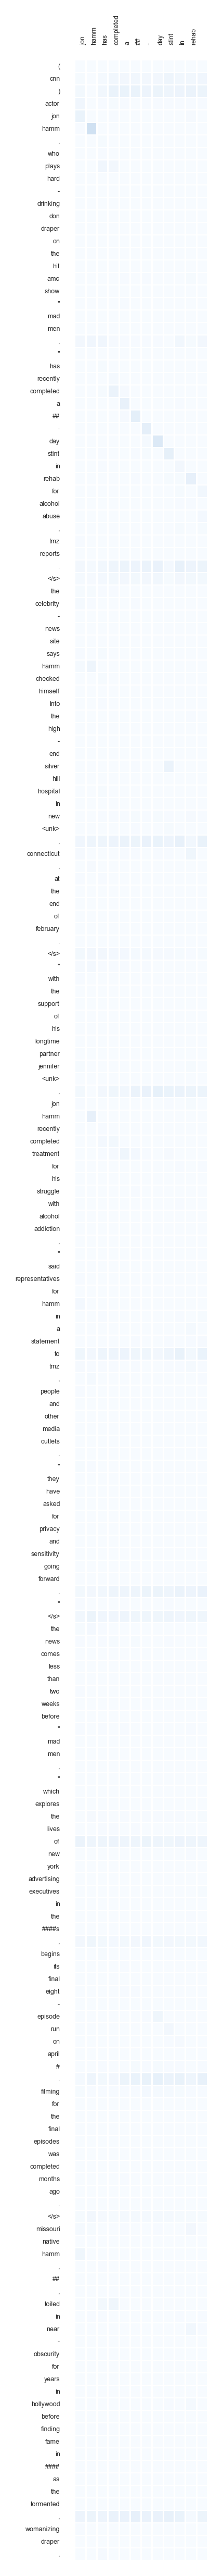 jon hamm has completed a ## - day stint in rehab .
(
cnn
)
actor
jon
hamm
,
who
plays
hard
-
drinking
don
draper
on
the
hit
amc
show
"
mad
men
,
"
has
recently
completed
a
##
-
day
stint
in
rehab
for
alcohol
abuse
,
tmz
reports
.
</s>
the
celebrity
-
news
site
says
hamm
checked
himself
into
the
high
-
end
silver
hill
hospital
in
new
<unk>
,
connecticut
,
at
the
end
of
february
.
</s>
"
with
the
support
of
his
longtime
partner
jennifer
<unk>
,
jon
hamm
recently
completed
treatment
for
his
struggle
with
alcohol
addiction
,
"
said
representatives
for
hamm
in
a
statement
to
tmz
,
people
and
other
media
outlets
.
"
they
have
asked
for
privacy
and
sensitivity
going
forward
.
"
</s>
the
news
comes
less
than
two
weeks
before
"
mad
men
,
"
which
explores
the
lives
of
new
york
advertising
executives
in
the
####s
,
begins
its
final
eight
-
episode
run
on
april
#
.
filming
for
the
final
episodes
was
completed
months
ago
.
</s>
missouri
native
hamm
,
##
,
toiled
in
near
-
obscurity
for
years
in
hollywood
before
finding
fame
in
####
as
the
tormented
,
womanizing
draper
,